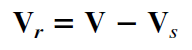 𝐕ᵣ = 𝐕 − 𝐕ₛ